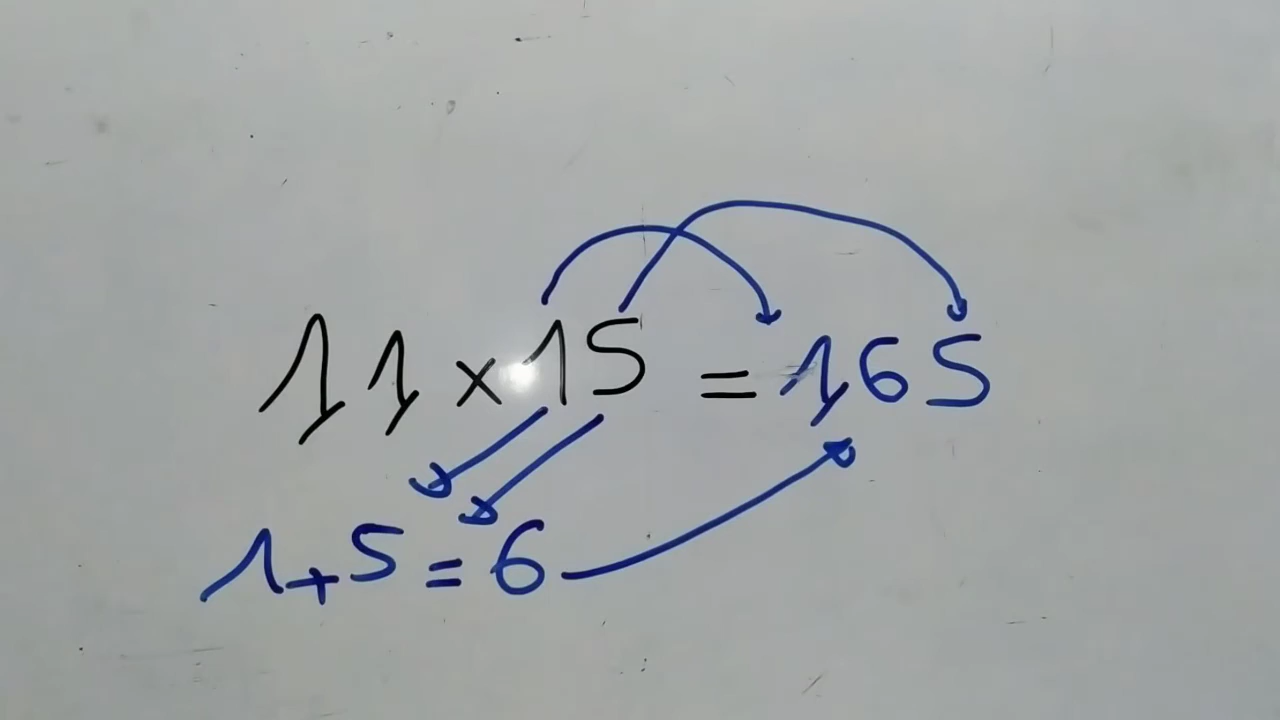 11 x 15 = 165
1 + 5 = 6